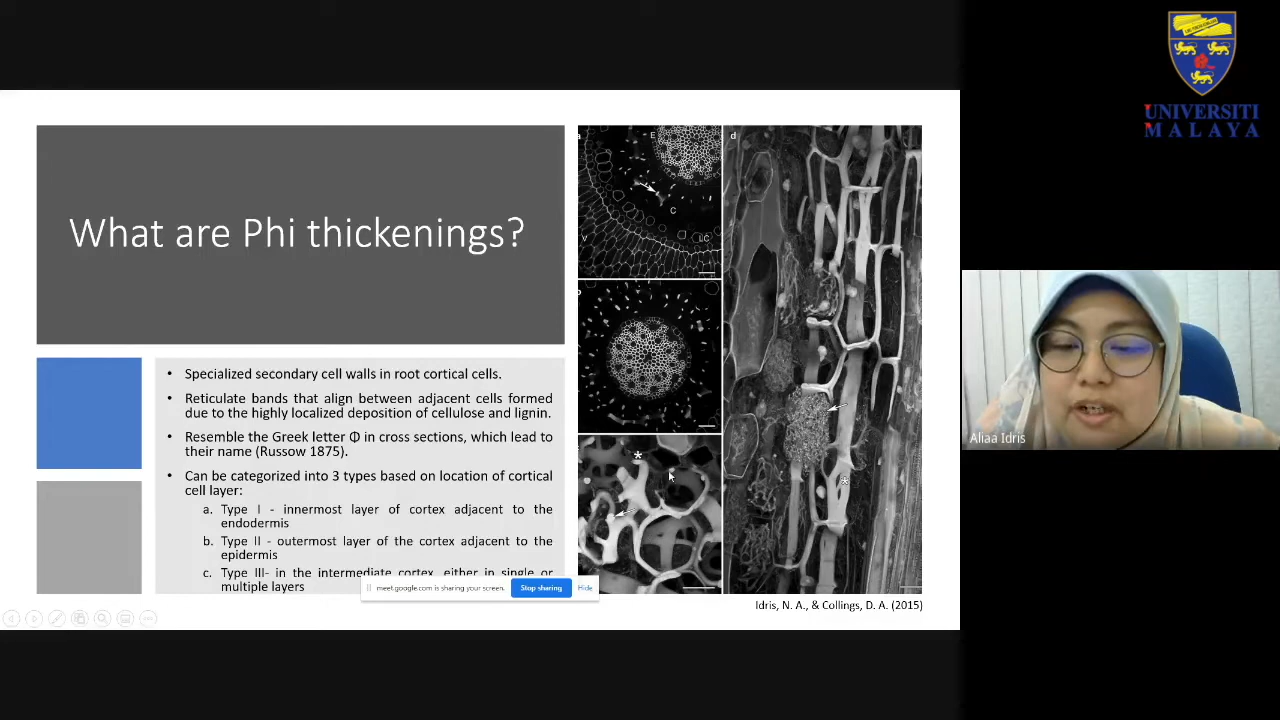 What are Phi thickenings?
• Specialized secondary cell walls in root cortical cells.
• Reticulate bands that align between adjacent cells formed
due to the highly localized deposition of cellulose and lignin.
• Resemble the Greek letter Φ in cross sections, which lead to
their name (Russow 1875).
• Can be categorized into 3 types based on location of cortical
cell layer:
a. Type I - innermost layer of cortex adjacent to the
endodermis
b. Type II - outermost layer of the cortex adjacent to the
epidermis
c. Type III- in the intermediate cortex, either in single or
multiple layers
meet.google.com is sharing your screen.
Stop sharing
Hide
a
E
C
V
LC
b
*
d
*
Idris, N. A., & Collings, D. A. (2015)
UNIVERSITI
MALAYA
Aliaa Idris